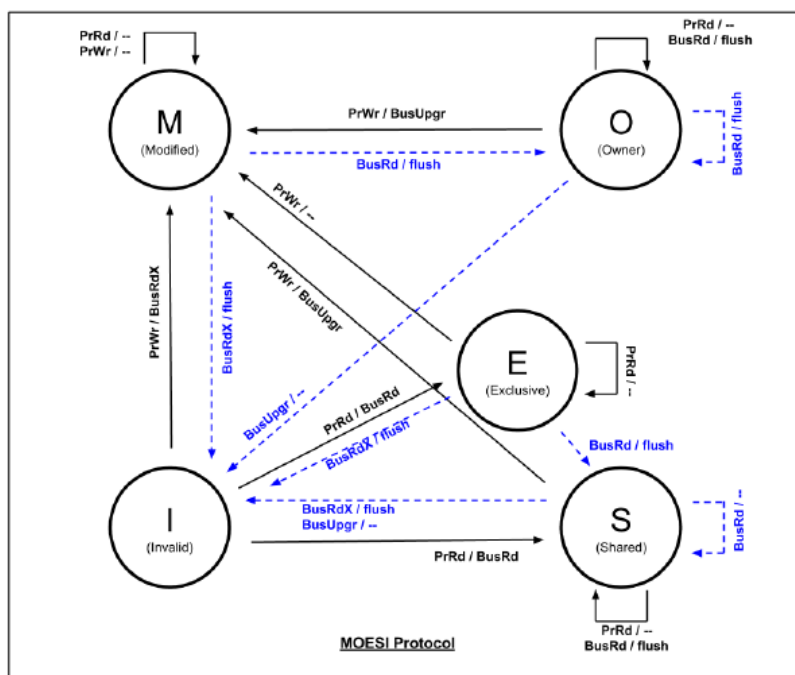 PrRd / --
PrWr / --
PrRd / --
BusRd / flush
M
(Modified)
O
(Owner)
PrWr / BusUpgr
BusRd / flush
BusRd / flush
PrWr / --
PrWr / BusUpgr
PrWr / BusRdX
BusRdX / flush
E
(Exclusive)
PrRd / --
BusUpgr / --
PrRd / BusRd
BusRdX / flush
BusRd / flush
I
(Invalid)
BusRdX / flush
BusUpgr / --
S
(Shared)
BusRd / --
PrRd / BusRd
PrRd / --
BusRd / flush
MOESI Protocol